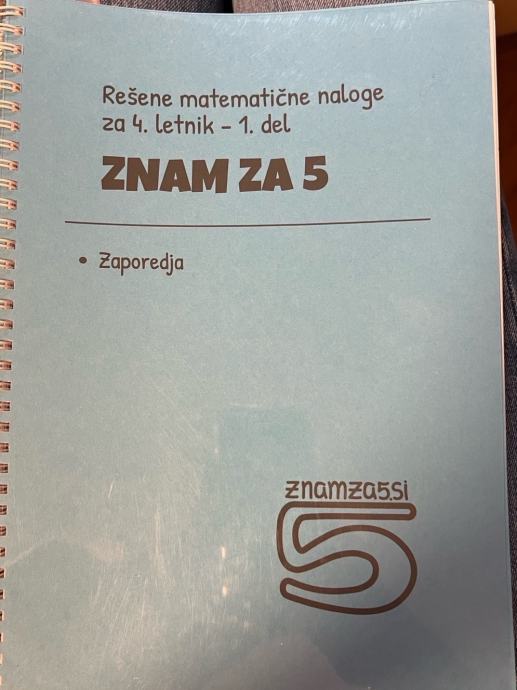 Rešene matematične naloge
za 4. letnik - 1. del
ZNAM ZA 5
• Zaporedja
znamza5.si
5